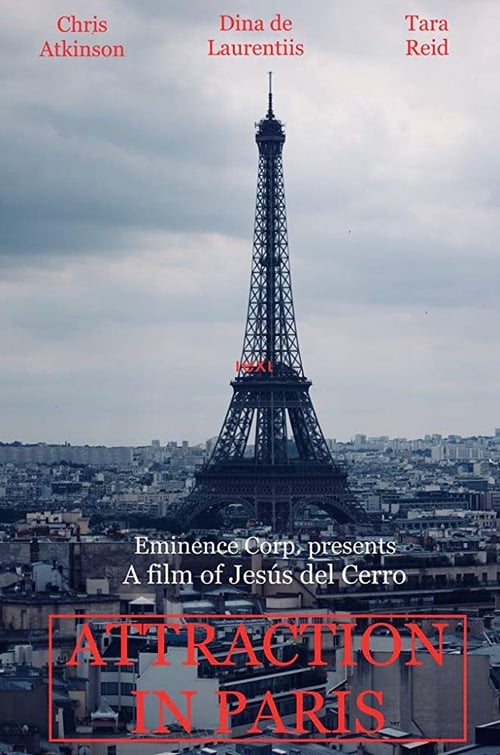 Chris
Atkinson
Dina de
Laurentiis
Tara
Reid
Eminence Corp. presents
A film of Jesús del Cerro
ATTRACTION
IN PARIS